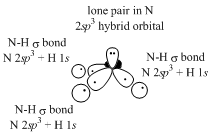 lone pair in N
2sp³ hybrid orbital
N-H σ bond
N 2sp³ + H 1s
N-H σ bond
N 2sp³ + H 1s
N-H σ bond
N 2sp³ + H 1s